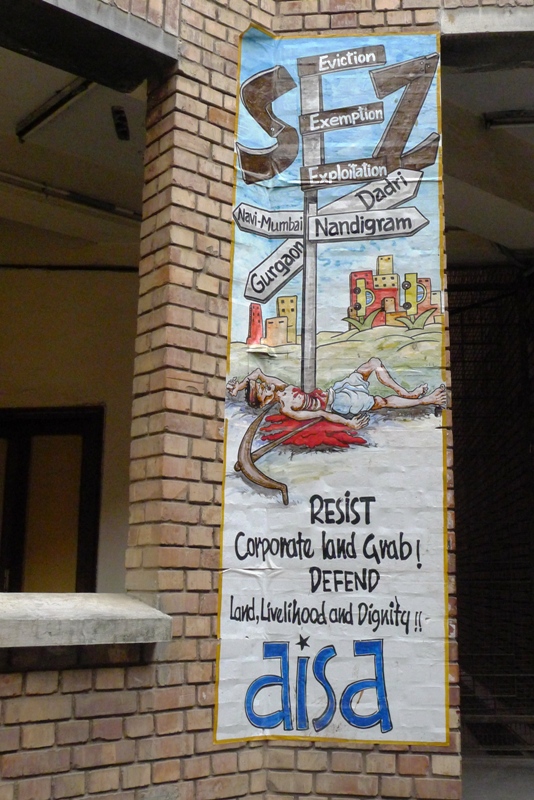 SEZ
Eviction
Exemption
Exploitation
Dadri
Navi-Mumbai
Nandigram
Gurgaon
RESiST
Corporate land Grab!
DEFEND
Land, Livelihood and Dignity!!
aisa